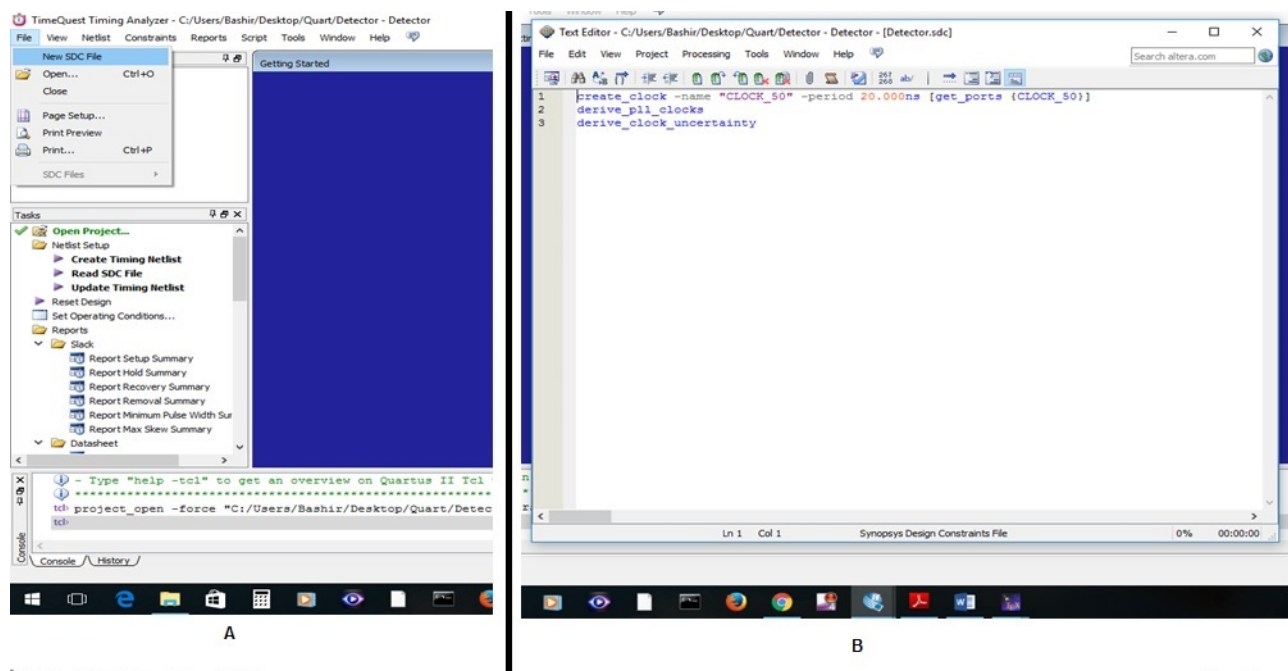 TimeQuest Timing Analyzer - C:/Users/Bashir/Desktop/Quart/Detector - Detector
File View Netlist Constraints Reports Script Tools Window Help
New SDC File
Open... Ctrl+O
Close
Page Setup...
Print Preview
Print... Ctrl+P
SDC Files
Getting Started
Tasks
Open Project...
Netlist Setup
Create Timing Netlist
Read SDC File
Update Timing Netlist
Reset Design
Set Operating Conditions...
Reports
Slack
Report Setup Summary
Report Hold Summary
Report Recovery Summary
Report Removal Summary
Report Minimum Pulse Width Sur
Report Max Skew Summary
Datasheet
- Type "help -tcl" to get an overview on Quartus II Tcl
****************************************************
tcl> project_open -force "C:/Users/Bashir/Desktop/Quart/Detec
tcl>
Console
Console History
A
Text Editor - C:/Users/Bashir/Desktop/Quart/Detector - Detector - [Detector.sdc]
File Edit View Project Processing Tools Window Help
Search altera.com
267
268 ab/
1 create_clock -name "CLOCK_50" -period 20.000ns [get_ports {CLOCK_50}]
2 derive_pll_clocks
3 derive_clock_uncertainty
Ln 1 Col 1 Synopsys Design Constraints File 0% 00:00:00
B